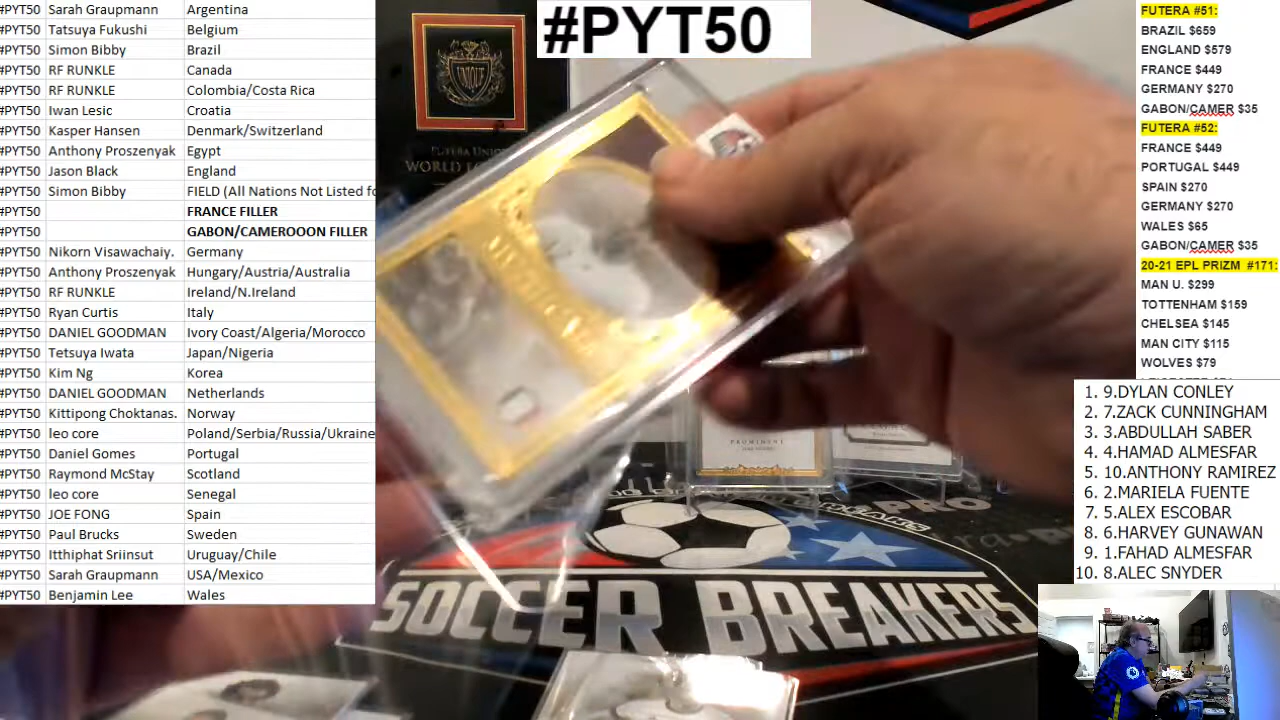 #PYT50 Sarah Graupmann Argentina
#PYT50 Tatsuya Fukushi Belgium
#PYT50 Simon Bibby Brazil
#PYT50 RF RUNKLE Canada
#PYT50 RF RUNKLE Colombia/Costa Rica
#PYT50 Iwan Lesic Croatia
#PYT50 Kasper Hansen Denmark/Switzerland
#PYT50 Anthony Proszenyak Egypt
#PYT50 Jason Black England
#PYT50 Simon Bibby FIELD (All Nations Not Listed fo
#PYT50 FRANCE FILLER
#PYT50 GABON/CAMEROOON FILLER
#PYT50 Nikorn Visawachaiy. Germany
#PYT50 Anthony Proszenyak Hungary/Austria/Australia
#PYT50 RF RUNKLE Ireland/N.Ireland
#PYT50 Ryan Curtis Italy
#PYT50 DANIEL GOODMAN Ivory Coast/Algeria/Morocco
#PYT50 Tetsuya Iwata Japan/Nigeria
#PYT50 Kim Ng Korea
#PYT50 DANIEL GOODMAN Netherlands
#PYT50 Kittipong Choktanas. Norway
#PYT50 leo core Poland/Serbia/Russia/Ukraine
#PYT50 Daniel Gomes Portugal
#PYT50 Raymond McStay Scotland
#PYT50 leo core Senegal
#PYT50 JOE FONG Spain
#PYT50 Paul Brucks Sweden
#PYT50 Itthiphat Sriinsut Uruguay/Chile
#PYT50 Sarah Graupmann USA/Mexico
#PYT50 Benjamin Lee Wales
#PYT50
UNIQUE
FUTERA UNIQUE
WORLD
PROMINENT
SOCCER BREAKERS
FUTERA #51:
BRAZIL $659
ENGLAND $579
FRANCE $449
GERMANY $270
GABON/CAMER $35
FUTERA #52:
FRANCE $449
PORTUGAL $449
SPAIN $270
GERMANY $270
WALES $65
GABON/CAMER $35
20-21 EPL PRIZM #171:
MAN U. $299
TOTTENHAM $159
CHELSEA $145
MAN CITY $115
WOLVES $79
1. 9.DYLAN CONLEY
2. 7.ZACK CUNNINGHAM
3. 3.ABDULLAH SABER
4. 4.HAMAD ALMESFAR
5. 10.ANTHONY RAMIREZ
6. 2.MARIELA FUENTE
7. 5.ALEX ESCOBAR
8. 6.HARVEY GUNAWAN
9. 1.FAHAD ALMESFAR
10. 8.ALEC SNYDER